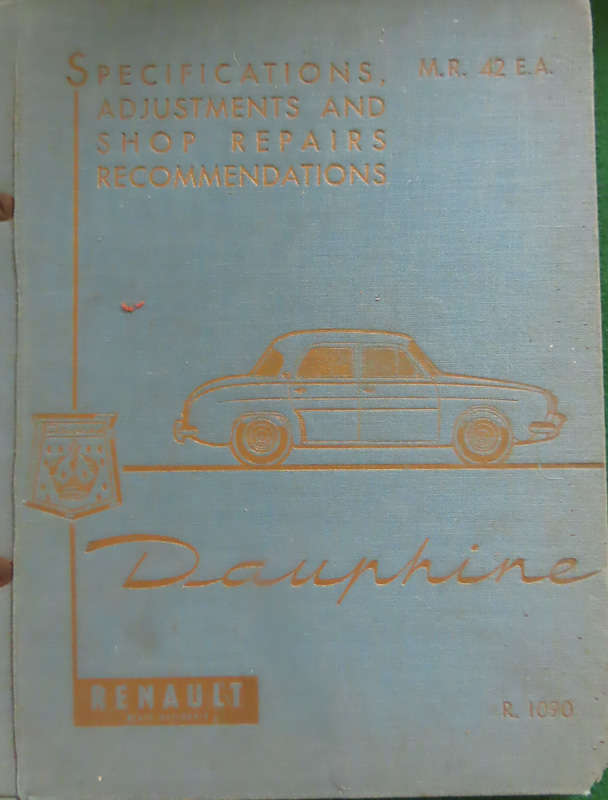 SPECIFICATIONS,
ADJUSTMENTS AND
SHOP REPAIRS
RECOMMENDATIONS
M.R. 42 E.A.
Dauphine
RENAULT
R. 1090